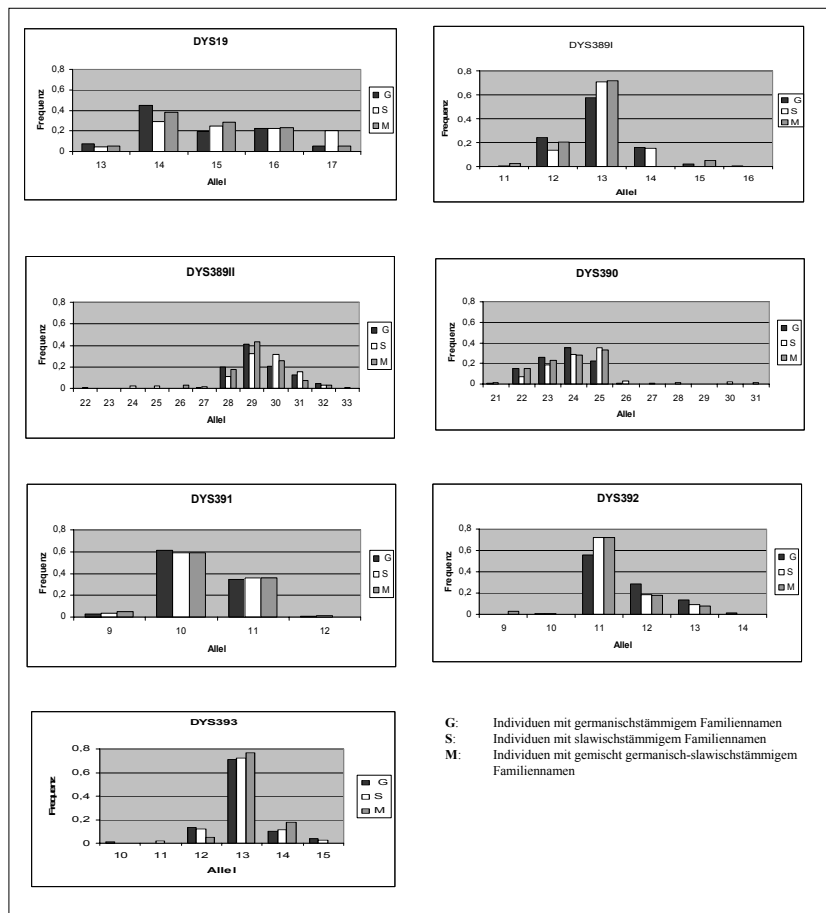 DYS19
0,8
0,6
0,4
0,2
0
Frequenz
13 14 15 16 17
Allel
G
S
M
DYS389I
0,8
0,6
0,4
0,2
0
Frequenz
11 12 13 14 15 16
Allel
G
S
M
DYS389II
0,8
0,6
0,4
0,2
0
Frequenz
22 23 24 25 26 27 28 29 30 31 32 33
Allel
G
S
M
DYS390
0,8
0,6
0,4
0,2
0
Frequenz
21 22 23 24 25 26 27 28 29 30 31
Allel
G
S
M
DYS391
0,8
0,6
0,4
0,2
0
Frequenz
9 10 11 12
Allel
G
S
M
DYS392
0,8
0,6
0,4
0,2
0
Frequenz
9 10 11 12 13 14
Allel
G
S
M
DYS393
0,8
0,6
0,4
0,2
0
Frequenz
10 11 12 13 14 15
Allel
G
S
M
G: Individuen mit germanischstämmigem Familiennamen
S: Individuen mit slawischstämmigem Familiennamen
M: Individuen mit gemischt germanisch-slawischstämmigem
Familiennamen